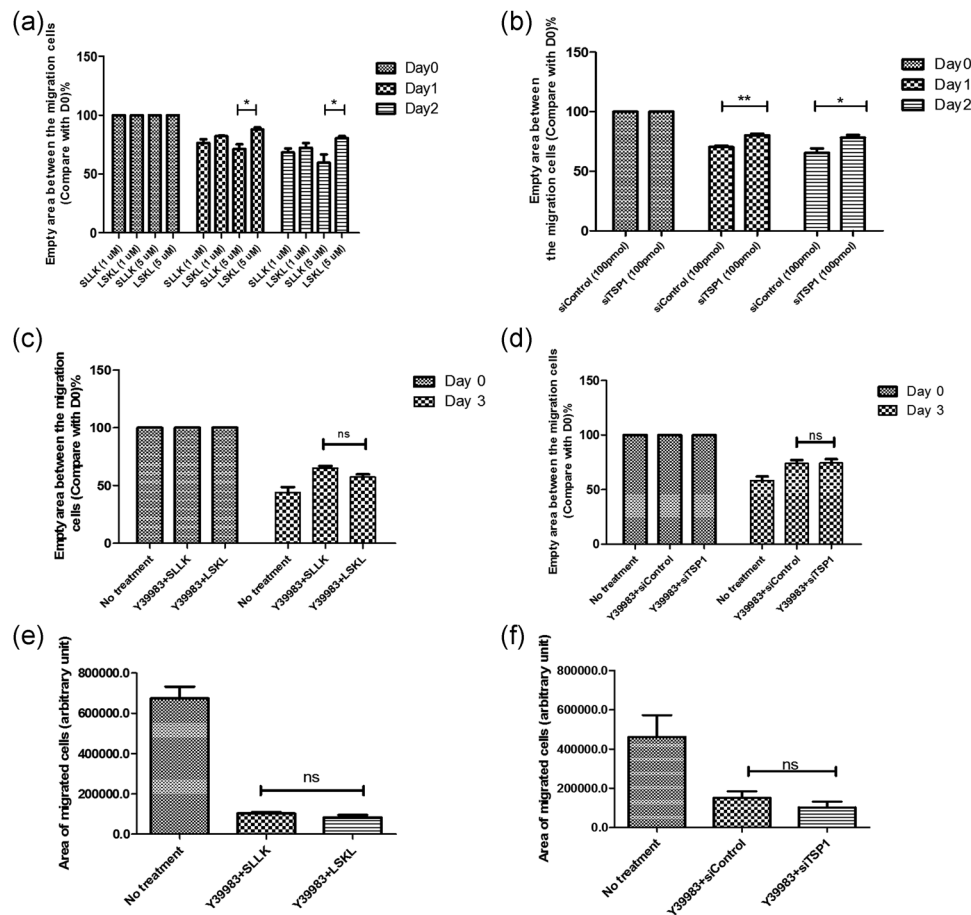 (a)
Empty area between the migration cells
(Compare with D0)%
150
100
50
0
SLLK (1 uM)
LSKL (1 uM)
SLLK (5 uM)
LSKL (5 uM)
SLLK (1 uM)
LSKL (1 uM)
SLLK (5 uM)
LSKL (5 uM)
SLLK (1 uM)
LSKL (1 uM)
SLLK (5 uM)
LSKL (5 uM)
*
*
Day0
Day1
Day2
(b)
Empty area between
the migration cells (Compare with D0)%
150
100
50
0
siControl (100pmol)
siTSP1 (100pmol)
siControl (100pmol)
siTSP1 (100pmol)
siControl (100pmol)
siTSP1 (100pmol)
**
*
Day0
Day1
Day2
(c)
Empty area between the migration
cells (Compare with D0)%
150
100
50
0
No treatment
Y39983+SLLK
Y39983+LSKL
No treatment
Y39983+SLLK
Y39983+LSKL
ns
Day 0
Day 3
(d)
Empty area between the migration cells
(Compare with D0)%
150
100
50
0
No treatment
Y39983+siControl
Y39983+siTSP1
No treatment
Y39983+siControl
Y39983+siTSP1
ns
Day 0
Day 3
(e)
Area of migrated cells (arbitrary unit)
800000.0
600000.0
400000.0
200000.0
0.0
No treatment
Y39983+SLLK
Y39983+LSKL
ns
(f)
Area of migrated cells (arbitrary unit)
800000.0
600000.0
400000.0
200000.0
0.0
No treatment
Y39983+siControl
Y39983+siTSP1
ns